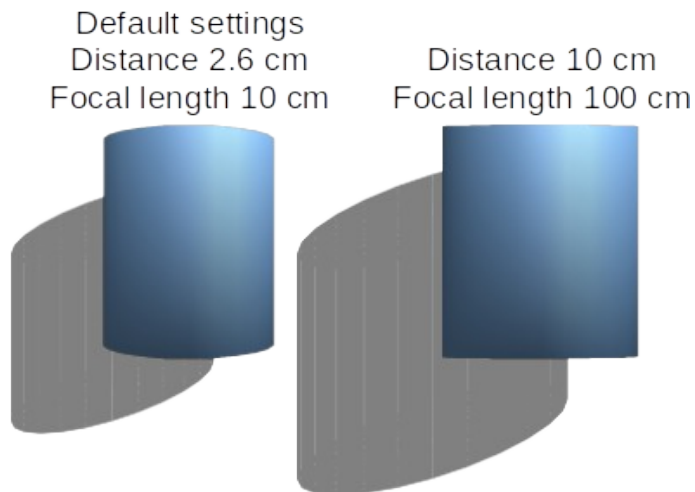 Default settings
Distance 2.6 cm
Focal length 10 cm
Distance 10 cm
Focal length 100 cm